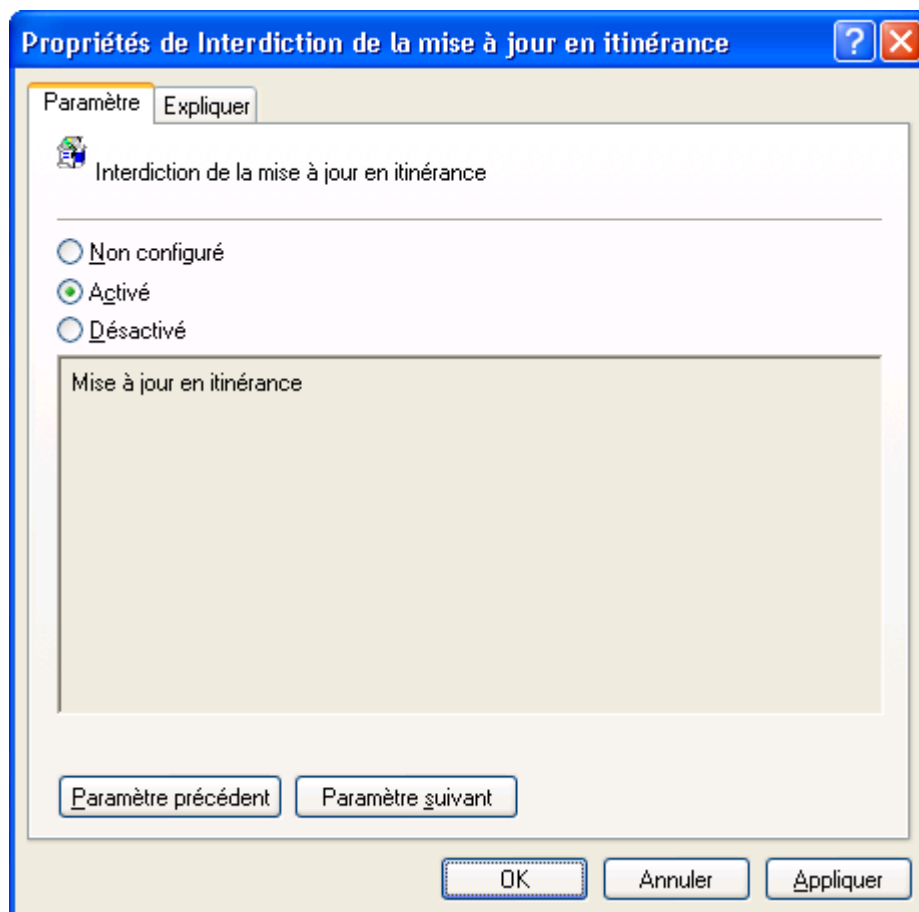 Propriétés de Interdiction de la mise à jour en itinérance
Paramètre
Expliquer
Interdiction de la mise à jour en itinérance
Non configuré
Activé
Désactivé
Mise à jour en itinérance
Paramètre précédent
Paramètre suivant
OK
Annuler
Appliquer